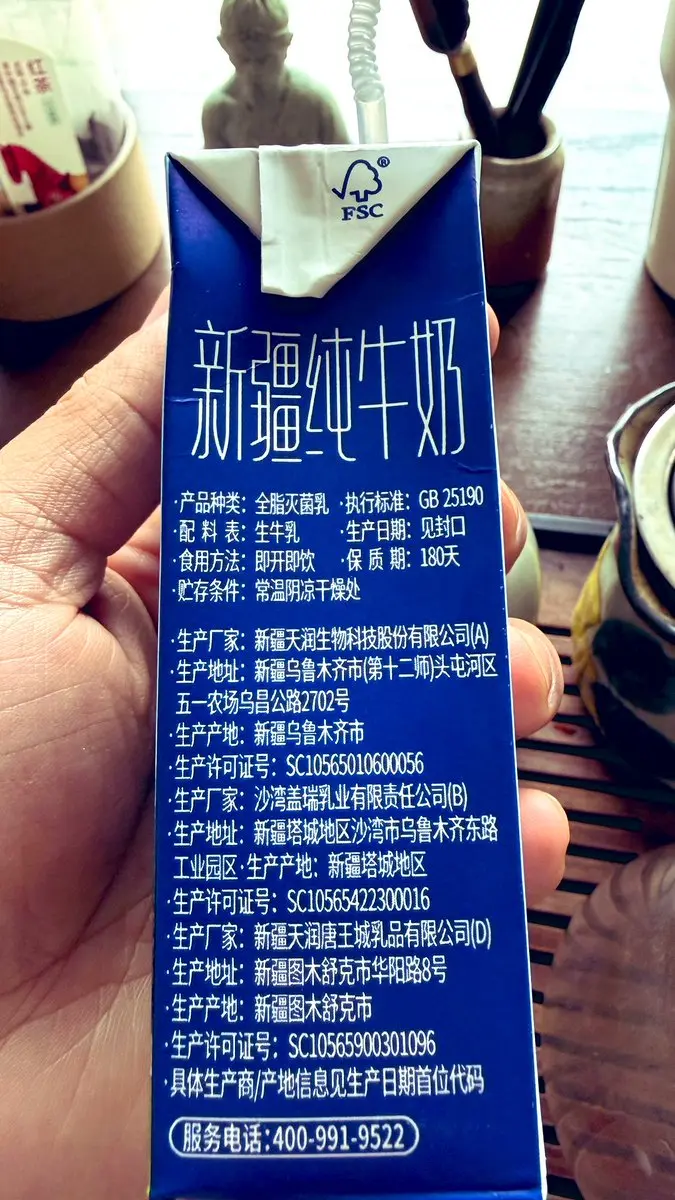 红茶
FSC®
新疆纯牛奶
·产品种类：全脂灭菌乳 ·执行标准：GB 25190
·配料表：生牛乳 ·生产日期：见封口
·食用方法：即开即饮 ·保质期：180天
·贮存条件：常温阴凉干燥处
·生产厂家：新疆天润生物科技股份有限公司(A)
·生产地址：新疆乌鲁木齐市(第十二师)头屯河区
五一农场乌昌公路2702号
·生产产地：新疆乌鲁木齐市
·生产许可证号：SC10565010600056
·生产厂家：沙湾盖瑞乳业有限责任公司(B)
·生产地址：新疆塔城地区沙湾市乌鲁木齐东路
工业园区·生产产地：新疆塔城地区
·生产许可证号：SC10565422300016
·生产厂家：新疆天润唐王城乳品有限公司(D)
·生产地址：新疆图木舒克市华阳路8号
·生产产地：新疆图木舒克市
·生产许可证号：SC10565900301096
·具体生产商/产地信息见生产日期首位代码
服务电话:400-991-9522